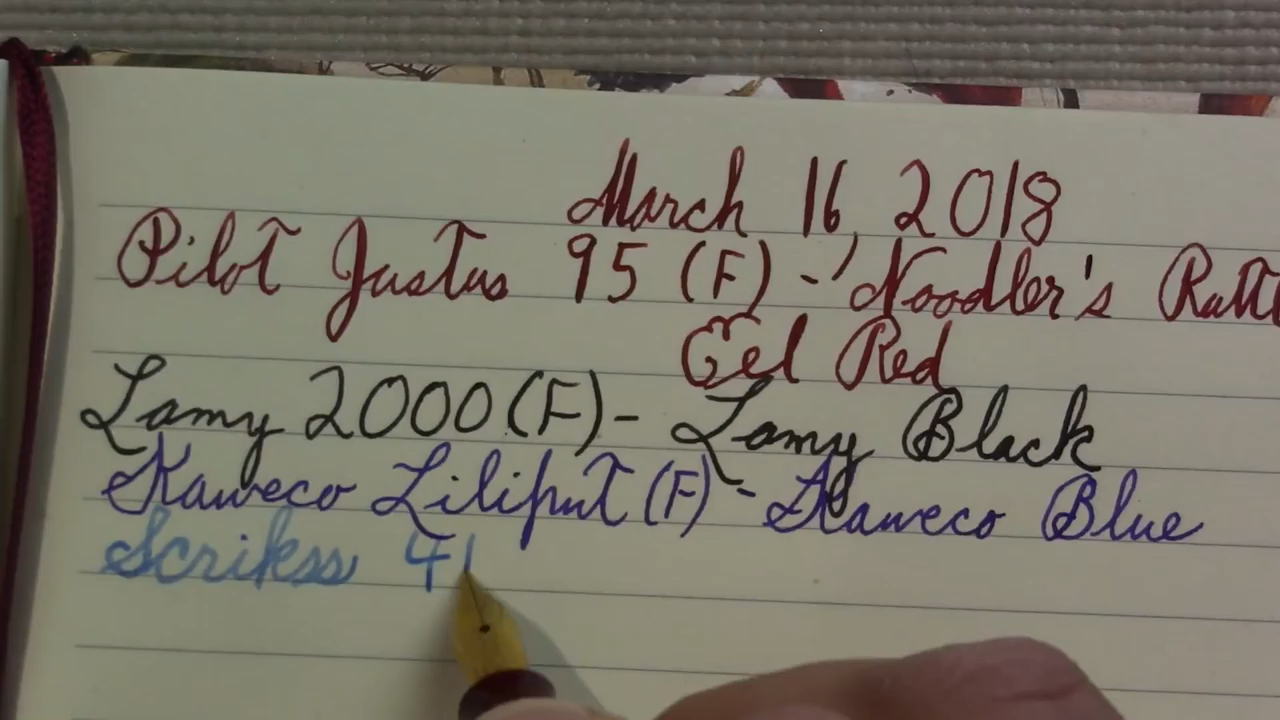 March 16, 2018
Pilot Justus 95 (F) - Noodler's
Gel Red
Lamy 2000 (F) - Lamy Black
Kaweco Liliput (F) - Kaweco Blue
Scrikss 41